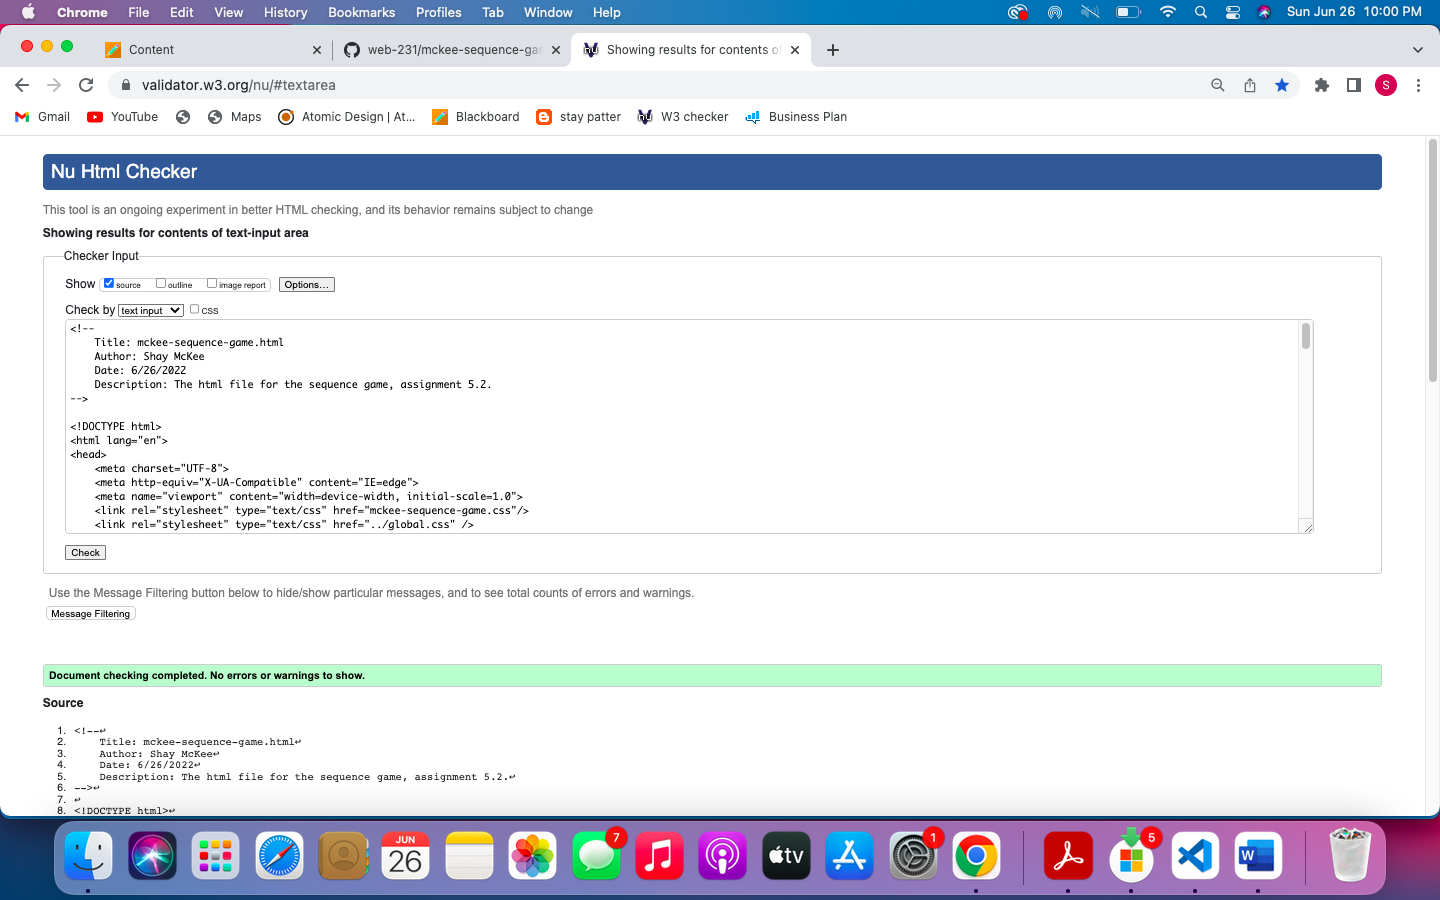 Chrome File Edit View History Bookmarks Profiles Tab Window Help Sun Jun 26 10:00 PM
Content web-231/mckee-sequence-gar Showing results for contents o
validator.w3.org/nu/#textarea S
Gmail YouTube Maps Atomic Design | At... Blackboard stay patter W3 checker Business Plan
Nu Html Checker
This tool is an ongoing experiment in better HTML checking, and its behavior remains subject to change
Showing results for contents of text-input area
Checker Input
Show source outline image report Options...
Check by text input css
<!--
Title: mckee-sequence-game.html
Author: Shay McKee
Date: 6/26/2022
Description: The html file for the sequence game, assignment 5.2.
-->
<!DOCTYPE html>
<html lang="en">
<head>
<meta charset="UTF-8">
<meta http-equiv="X-UA-Compatible" content="IE=edge">
<meta name="viewport" content="width=device-width, initial-scale=1.0">
<link rel="stylesheet" type="text/css" href="mckee-sequence-game.css"/>
<link rel="stylesheet" type="text/css" href="../global.css" />
Check
Use the Message Filtering button below to hide/show particular messages, and to see total counts of errors and warnings.
Message Filtering
Document checking completed. No errors or warnings to show.
Source
1. <!--↩
2. Title: mckee-sequence-game.html↩
3. Author: Shay McKee↩
4. Date: 6/26/2022↩
5. Description: The html file for the sequence game, assignment 5.2.↩
6. -->↩
7. ↩
8. <!DOCTYPE html>↩
JUN
26
7
tv
1
5
W